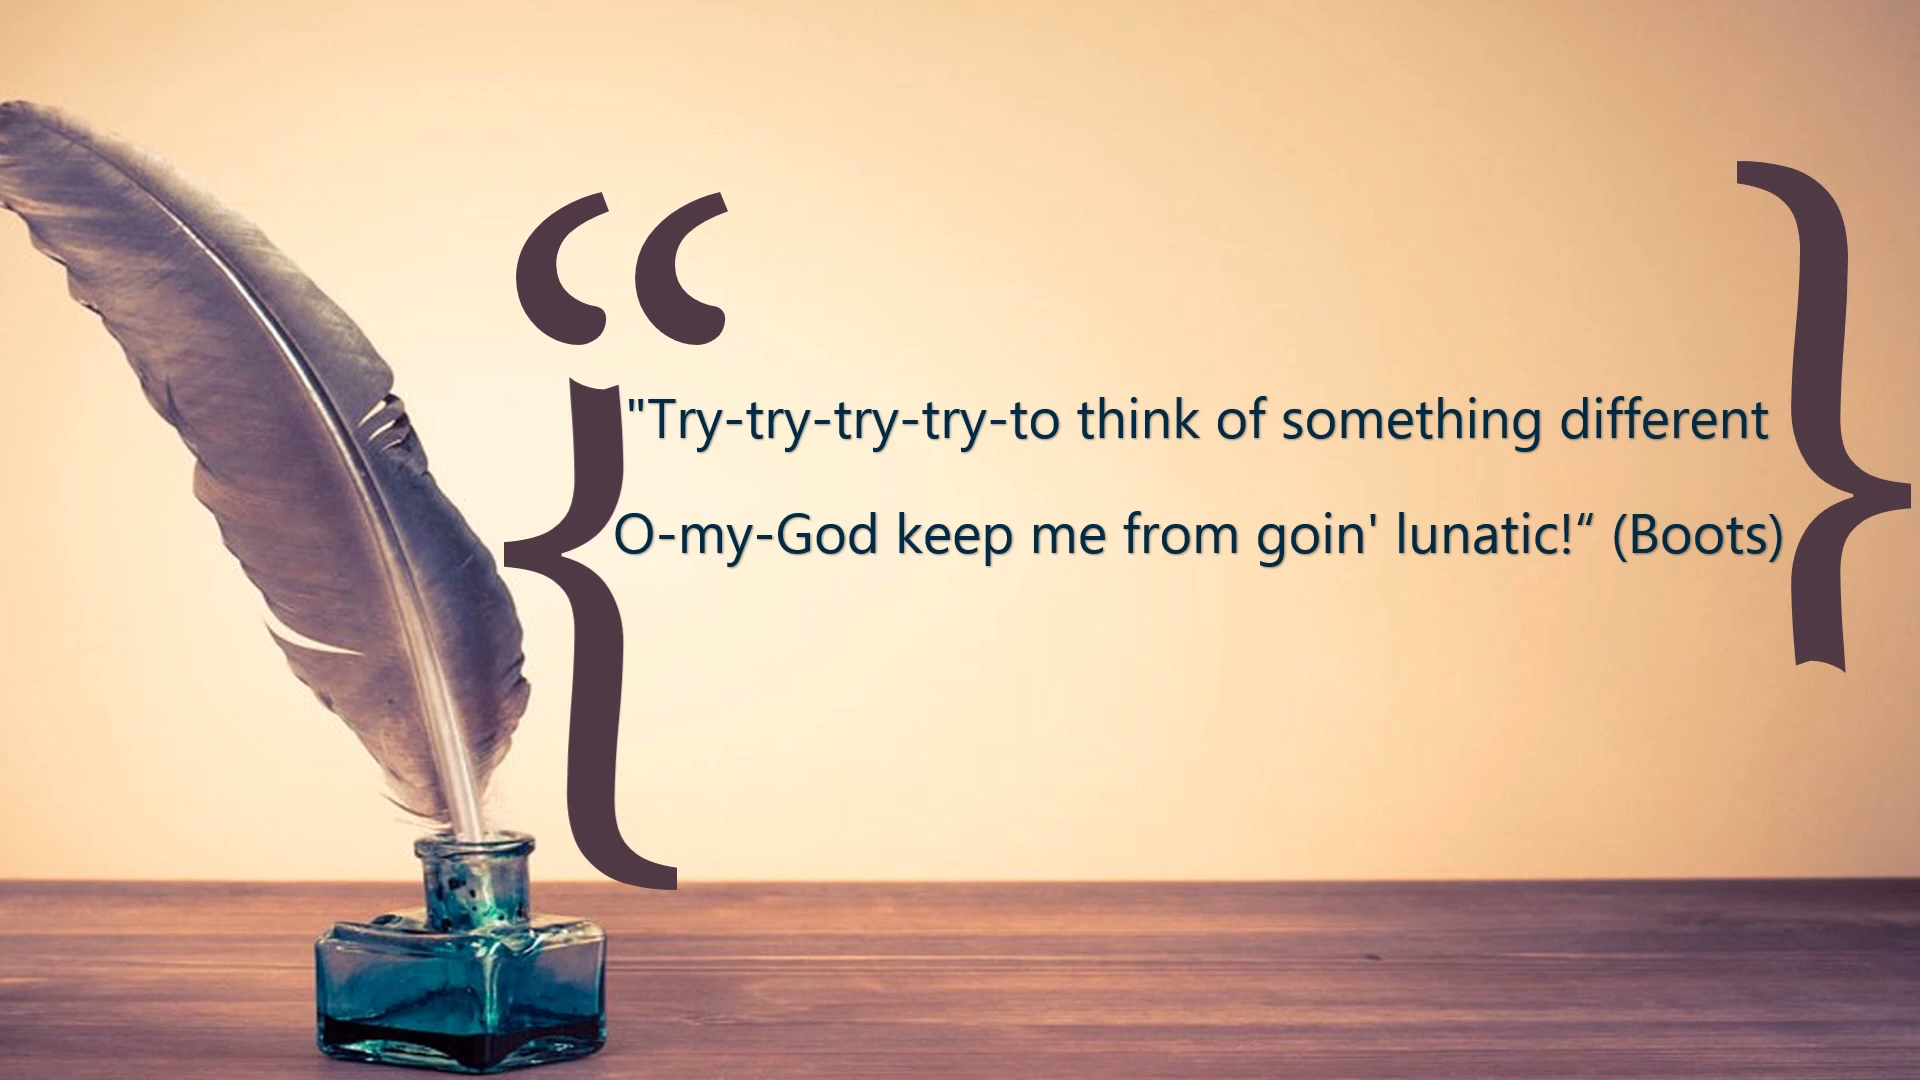 "Try-try-try-try-to think of something different
O-my-God keep me from goin' lunatic!“ (Boots)